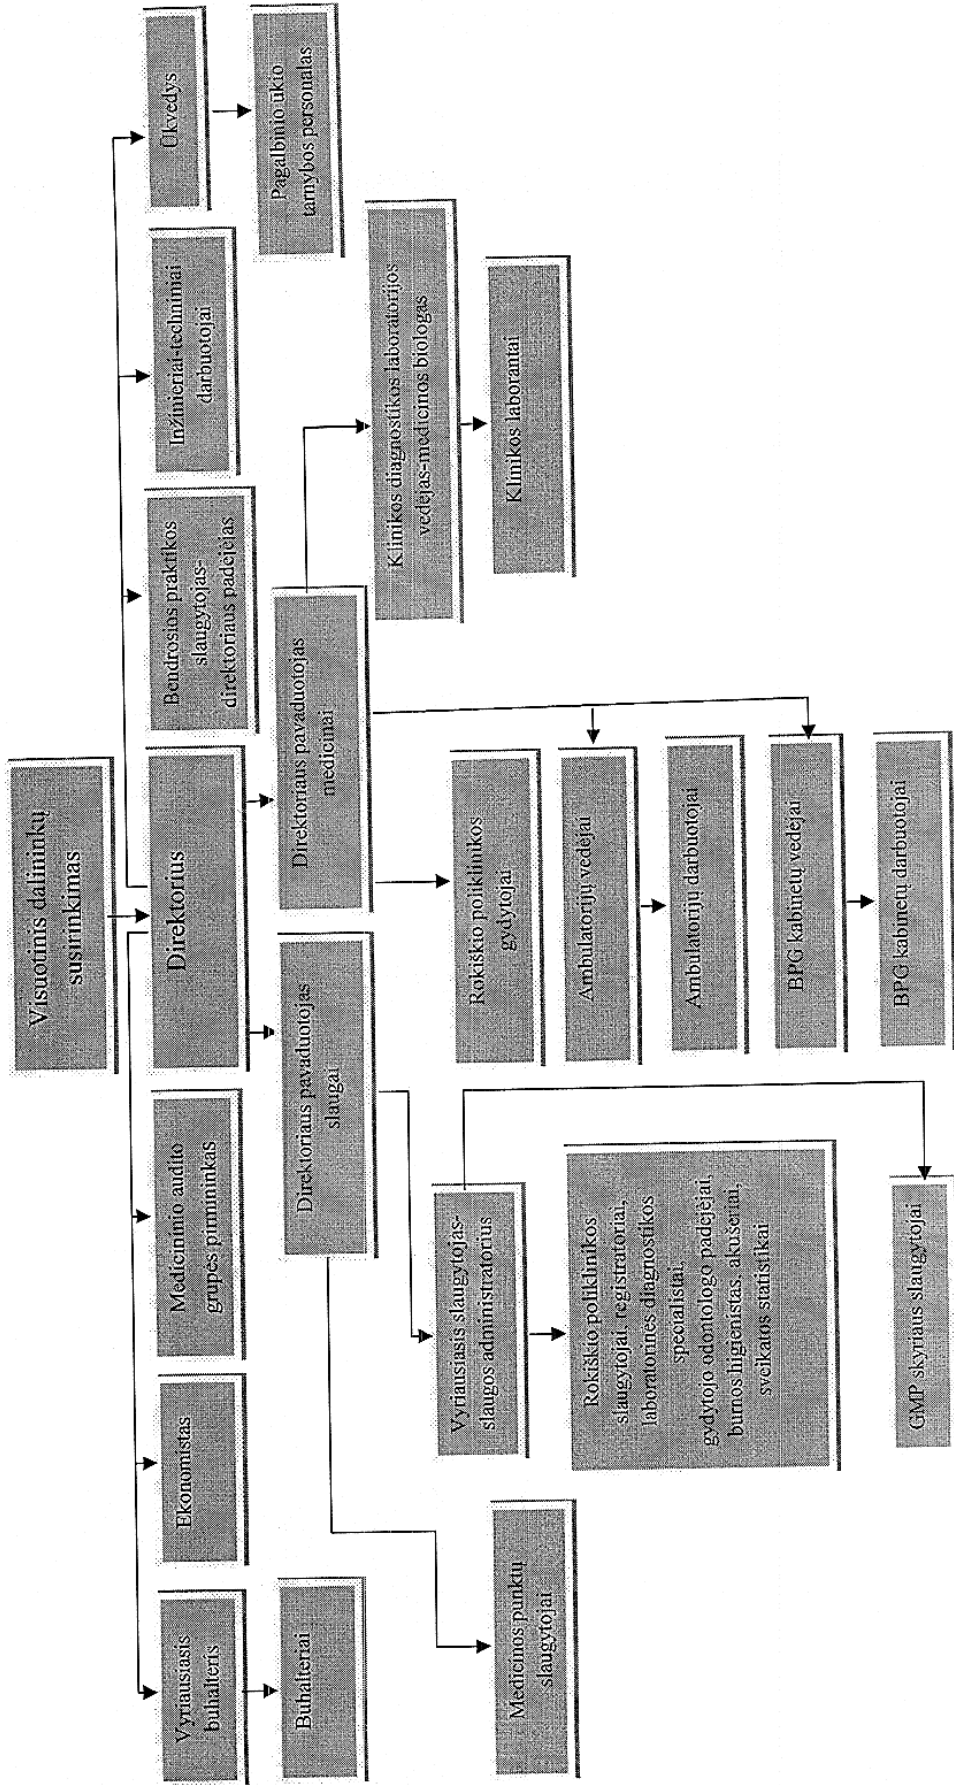 Visuotinis dalininkų
susirinkimas
Vyriausiasis
buhalteris
Ekonomistas
Medicininio audito
grupės pirmininkas
Direktorius
Bendrosios praktikos
slaugytojas-
direktoriaus padėjėjas
Inžinieriai-techniniai
darbuotojai
Ūkvedys
Buhalteriai
Direktoriaus pavaduotojas
slaugai
Direktoriaus pavaduotojas
medicinai
Pagalbinio ūkio
tarnybos personalas
Medicinos punktų
slaugytojai
Vyriausiasis slaugytojas-
slaugos administratorius
Rokiškio poliklinikos
gydytojai
Klinikos diagnostikos laboratorijos
vedėjas-medicinos biologas
Rokiškio poliklinikos
slaugytojai, registratoriai,
laboratorinės diagnostikos
specialistai,
gydytojo odontologo padėjėjai,
burnos higienistas, akušeriai,
sveikatos statistikai
Ambulatorijų vedėjai
Klinikos laborantai
Ambulatorijų darbuotojai
BPG kabinetų vedėjai
GMP skyriaus slaugytojai
BPG kabinetų darbuotojai